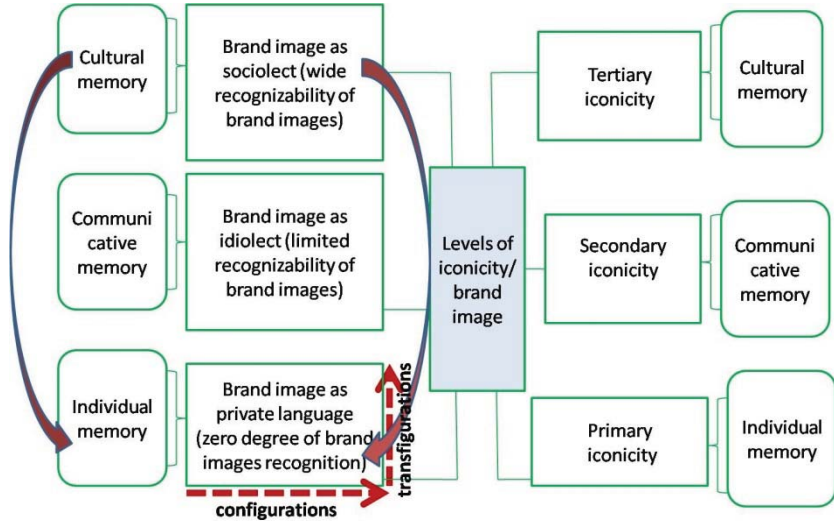 Cultural
memory
Brand image as
sociolect (wide
recognizability of
brand images)
Communi
cative
memory
Brand image as
idiolect (limited
recognizability of
brand images)
Individual
memory
Brand image as
private language
(zero degree of brand
images recognition)
configurations
transfigurations
Levels of
iconicity/
brand
image
Tertiary
iconicity
Cultural
memory
Secondary
iconicity
Communi
cative
memory
Primary
iconicity
Individual
memory